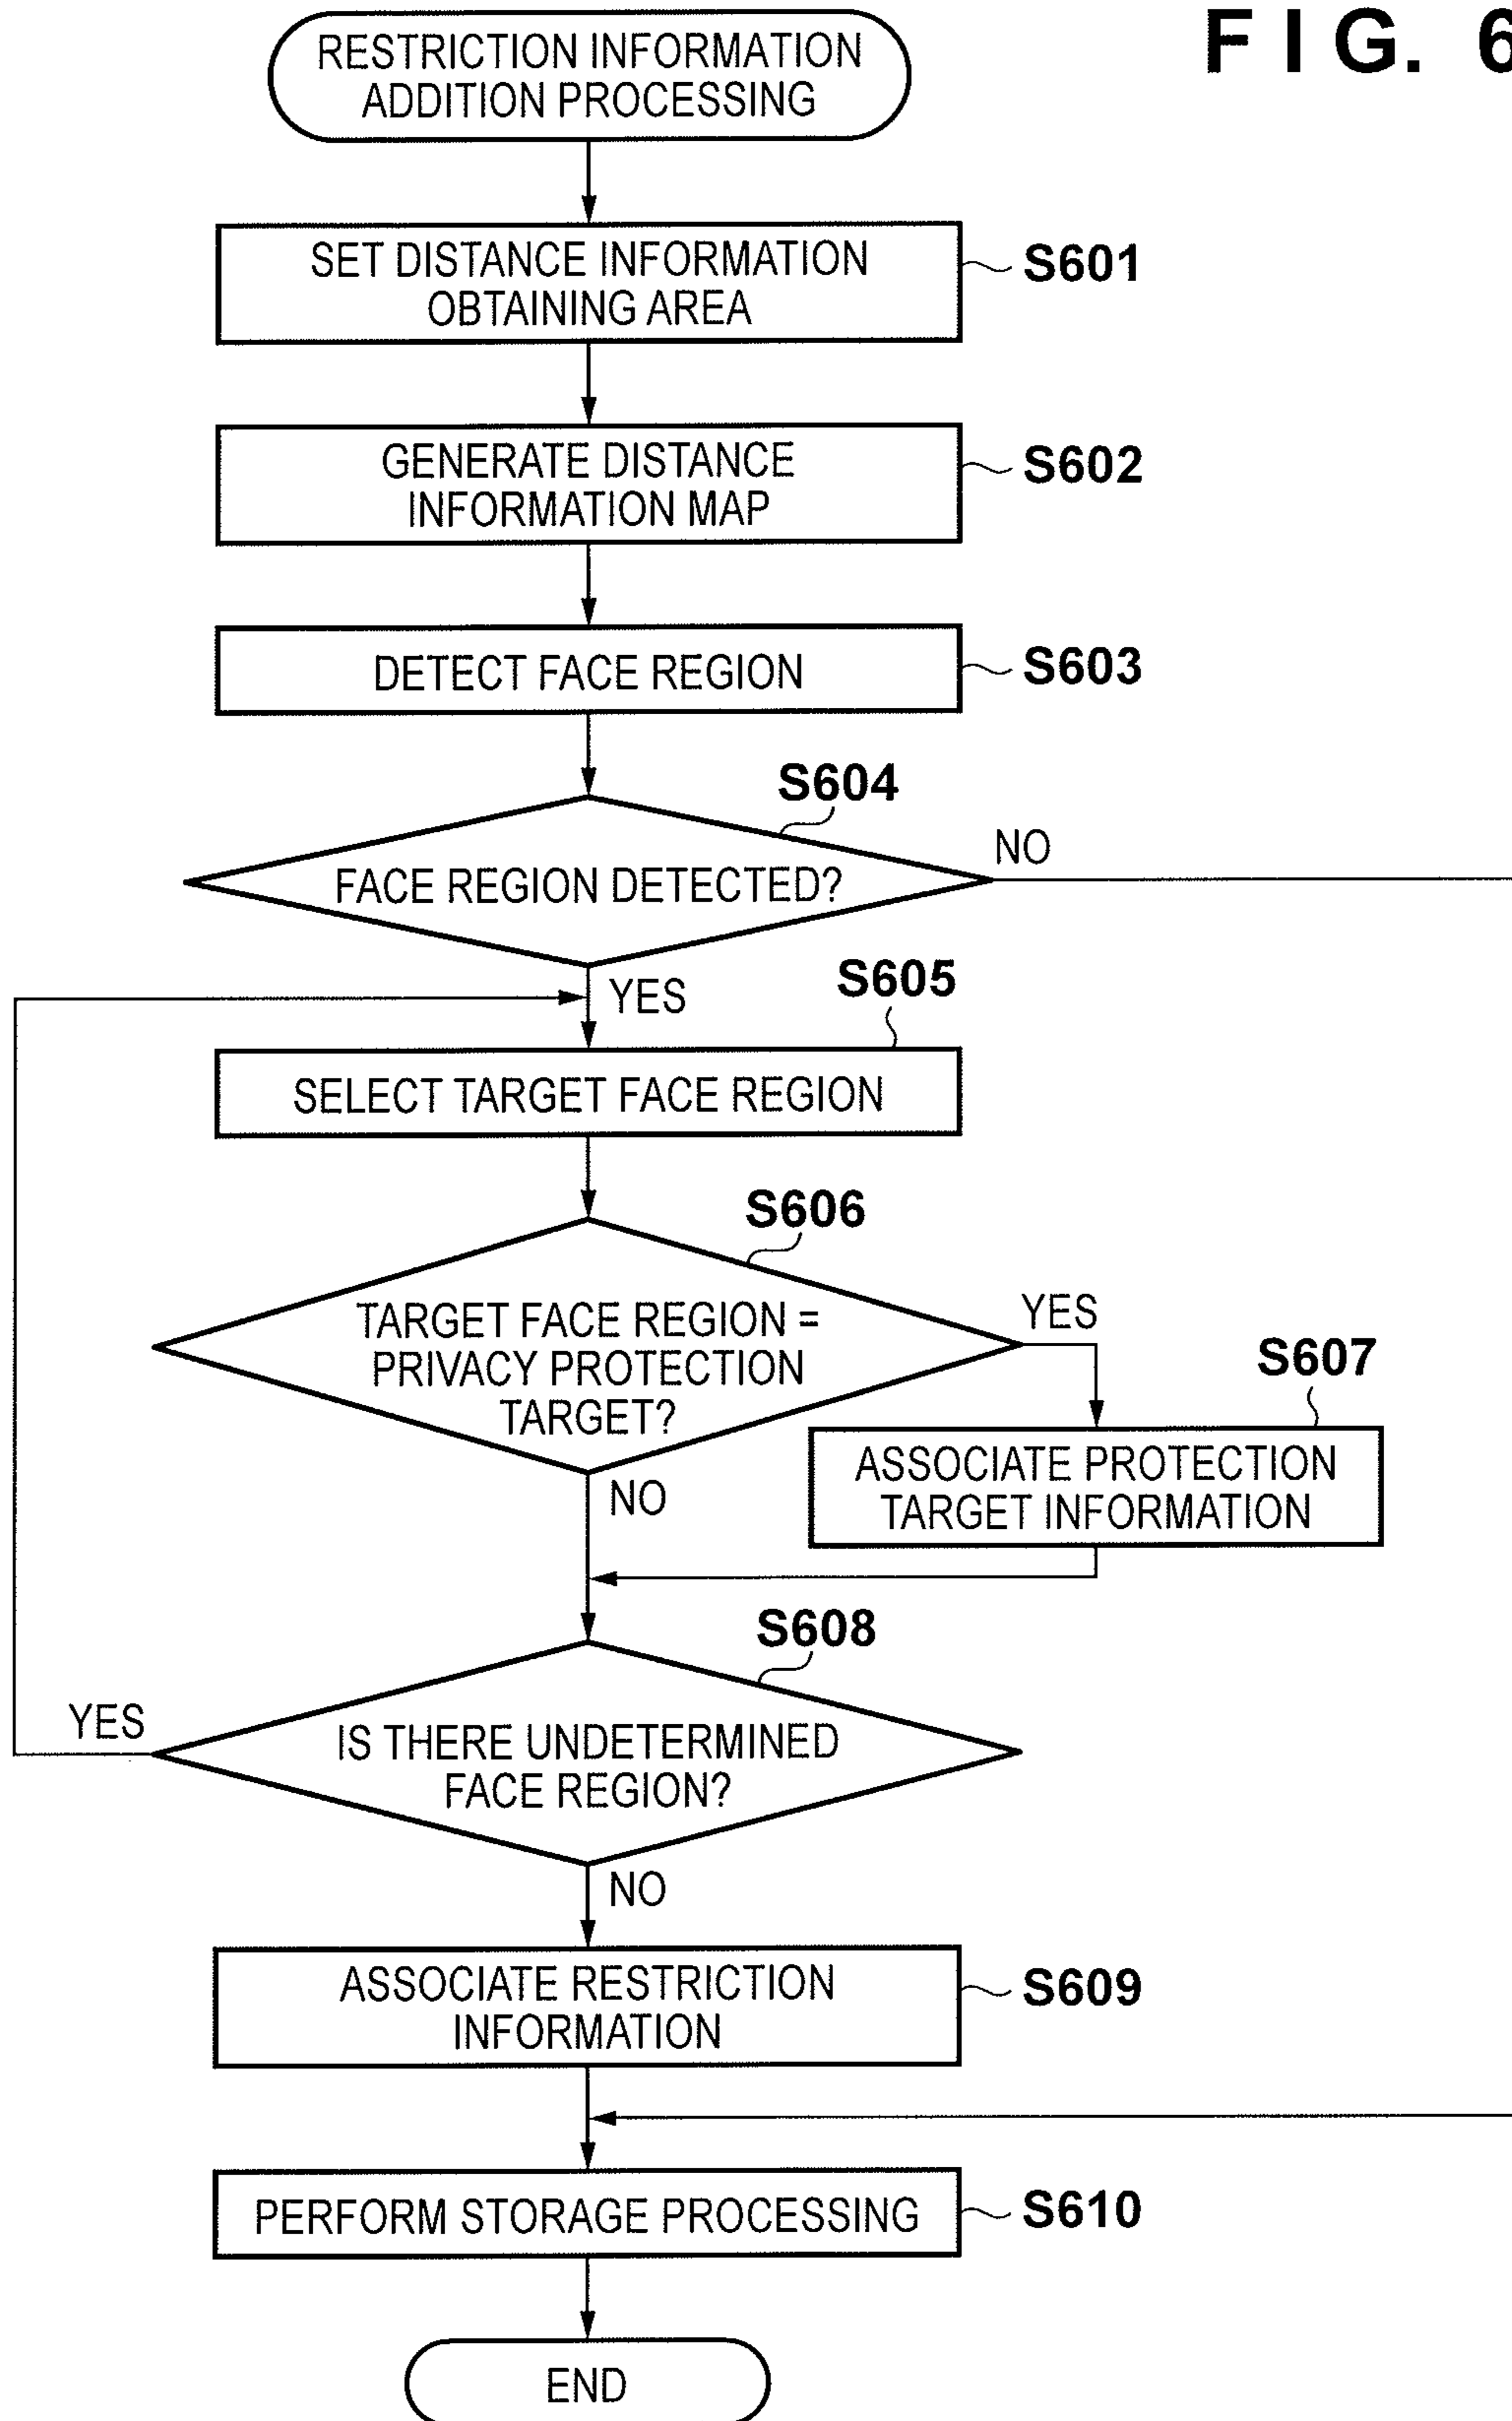 FIG. 6
RESTRICTION INFORMATION
ADDITION PROCESSING
SET DISTANCE INFORMATION
OBTAINING AREA
S601
GENERATE DISTANCE
INFORMATION MAP
S602
DETECT FACE REGION
S603
S604
FACE REGION DETECTED?
NO
YES
S605
SELECT TARGET FACE REGION
S606
TARGET FACE REGION =
PRIVACY PROTECTION
TARGET?
YES
NO
S607
ASSOCIATE PROTECTION
TARGET INFORMATION
S608
IS THERE UNDETERMINED
FACE REGION?
YES
NO
ASSOCIATE RESTRICTION
INFORMATION
S609
PERFORM STORAGE PROCESSING
S610
END